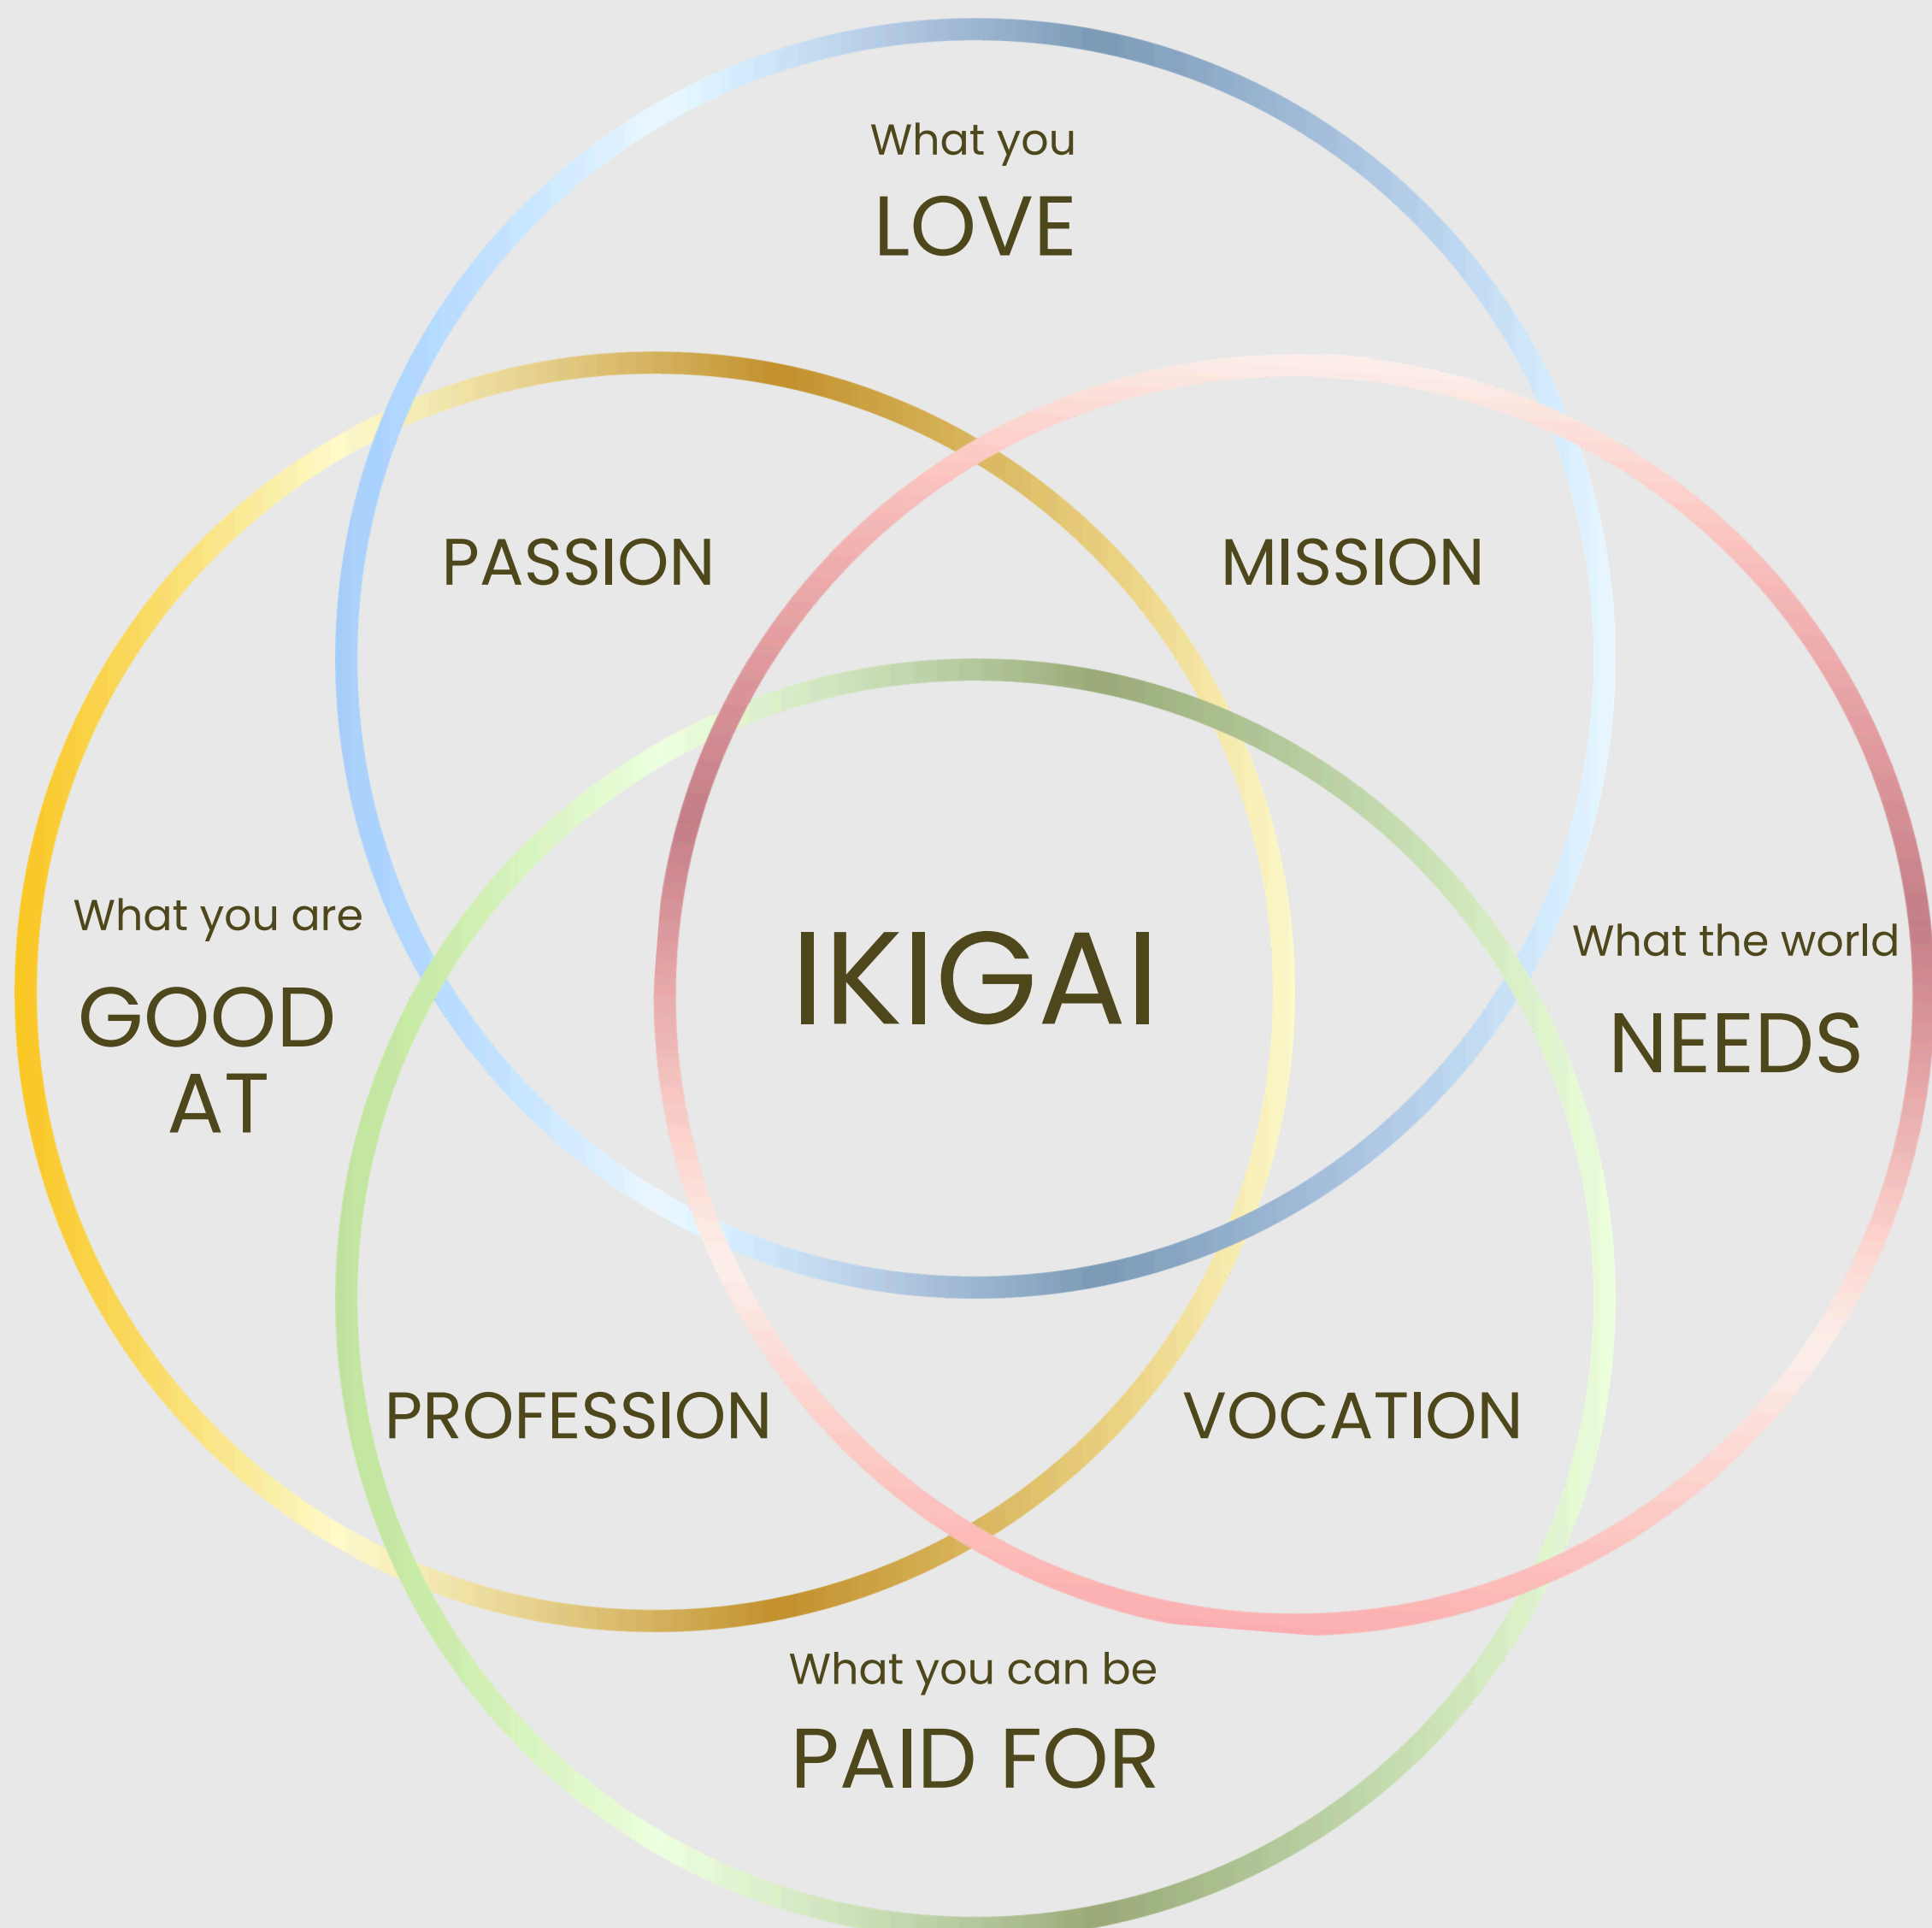 What you
LOVE
PASSION
MISSION
What you are
GOOD
AT
IKIGAI
What the world
NEEDS
PROFESSION
VOCATION
What you can be
PAID FOR